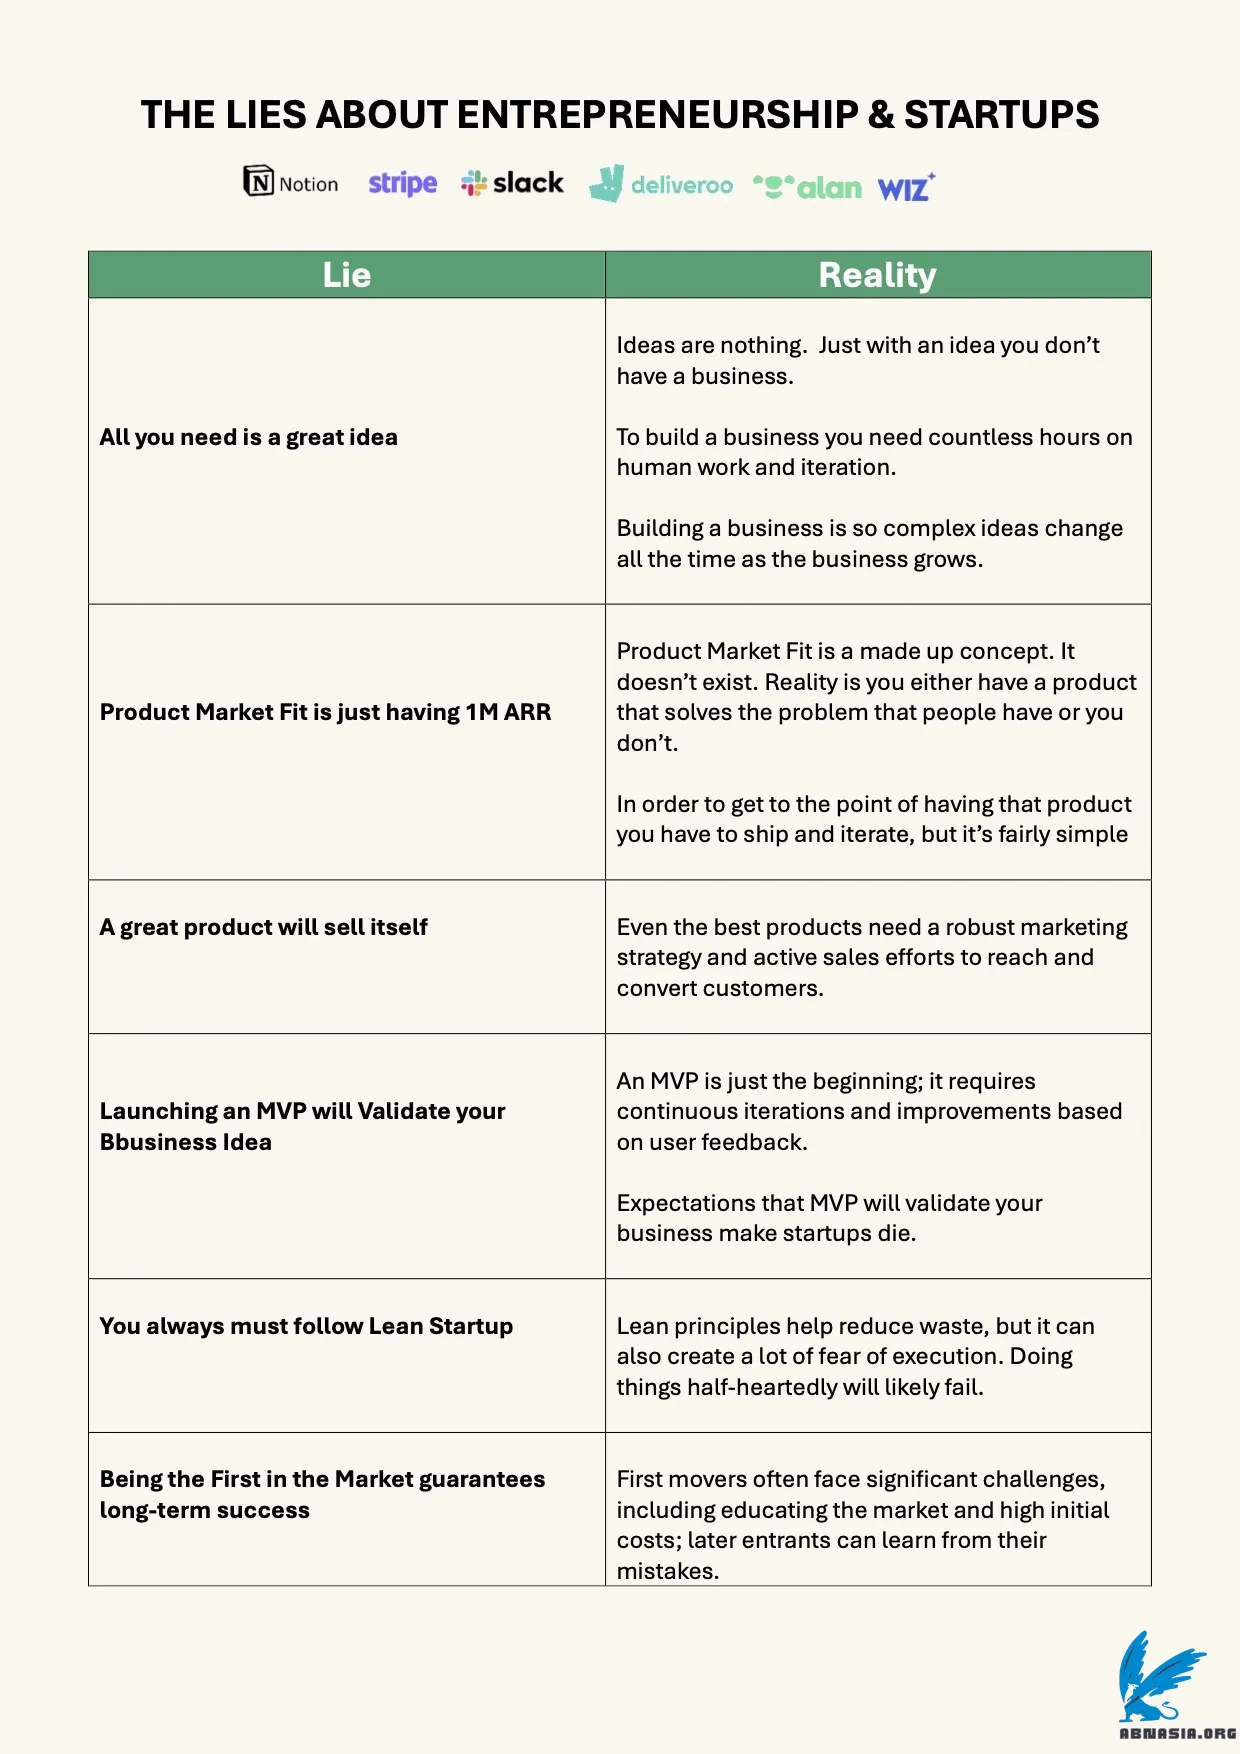 THE LIES ABOUT ENTREPRENEURSHIP & STARTUPS
N Notion stripe slack deliveroo alan WIZ
Lie
Reality
All you need is a great idea
Ideas are nothing.  Just with an idea you don’t
have a business.
To build a business you need countless hours on
human work and iteration.
Building a business is so complex ideas change
all the time as the business grows.
Product Market Fit is just having 1M ARR
Product Market Fit is a made up concept. It
doesn’t exist. Reality is you either have a product
that solves the problem that people have or you
don’t.
In order to get to the point of having that product
you have to ship and iterate, but it’s fairly simple
A great product will sell itself
Even the best products need a robust marketing
strategy and active sales efforts to reach and
convert customers.
Launching an MVP will Validate your
Bbusiness Idea
An MVP is just the beginning; it requires
continuous iterations and improvements based
on user feedback.
Expectations that MVP will validate your
business make startups die.
You always must follow Lean Startup
Lean principles help reduce waste, but it can
also create a lot of fear of execution. Doing
things half-heartedly will likely fail.
Being the First in the Market guarantees
long-term success
First movers often face significant challenges,
including educating the market and high initial
costs; later entrants can learn from their
mistakes.
ABNASIA.ORG